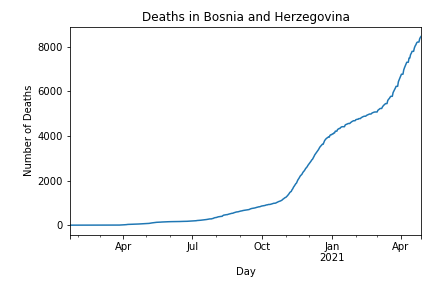 Deaths in Bosnia and Herzegovina
Number of Deaths
8000
6000
4000
2000
0
Apr
Jul
Oct
Jan
2021
Apr
Day